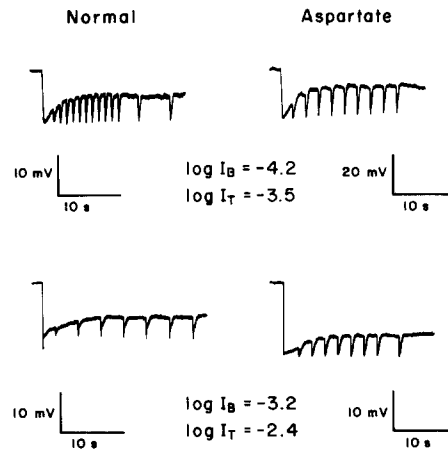 Normal
Aspartate
10 mV
10 s
log I_B = -4.2
log I_T = -3.5
20 mV
10 s
10 mV
10 s
log I_B = -3.2
log I_T = -2.4
10 mV
10 s